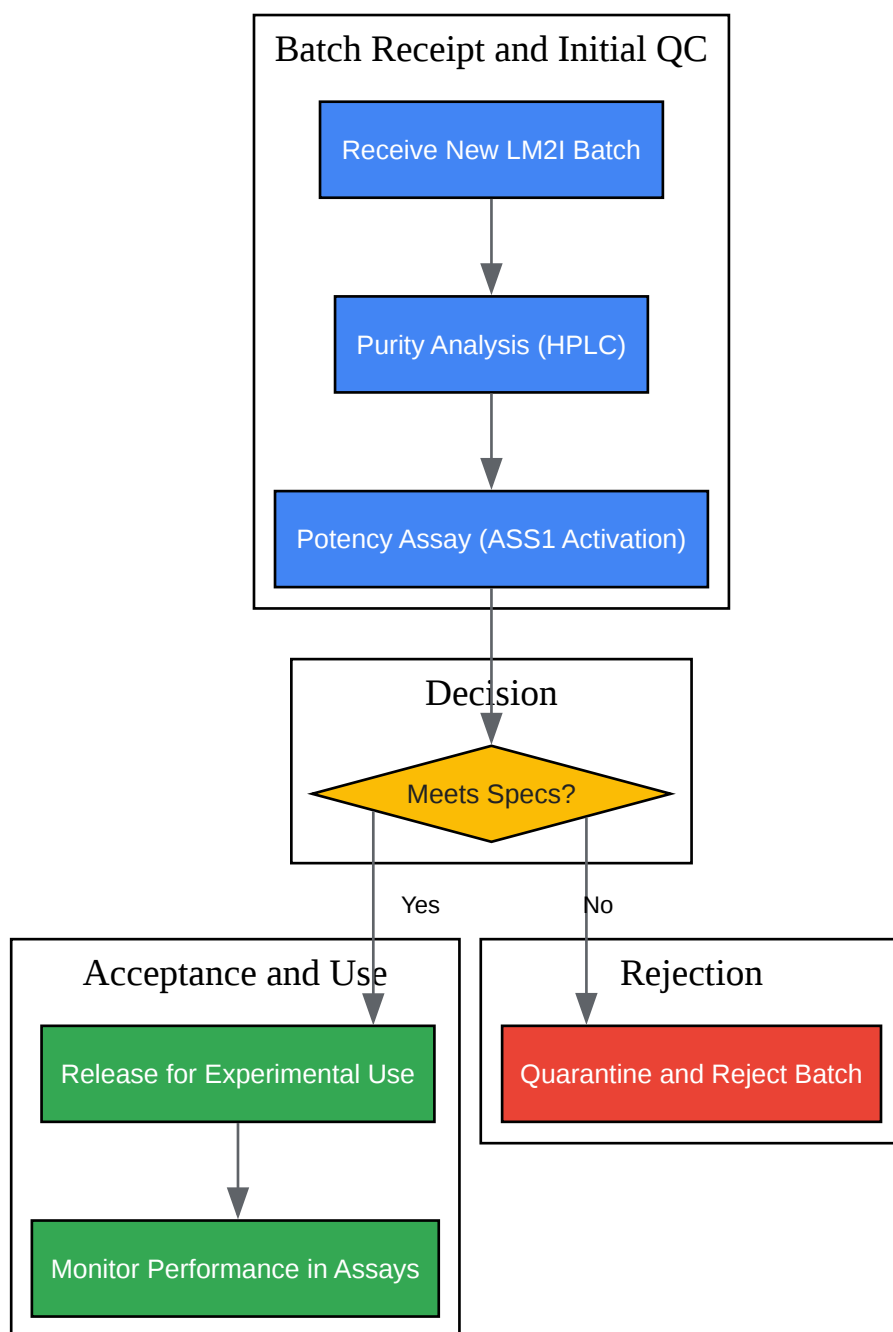 Batch Receipt and Initial QC
Receive New LM2I Batch
Purity Analysis (HPLC)
Potency Assay (ASS1 Activation)
Decision
Meets Specs?
Yes
No
Acceptance and Use
Rejection
Release for Experimental Use
Quarantine and Reject Batch
Monitor Performance in Assays